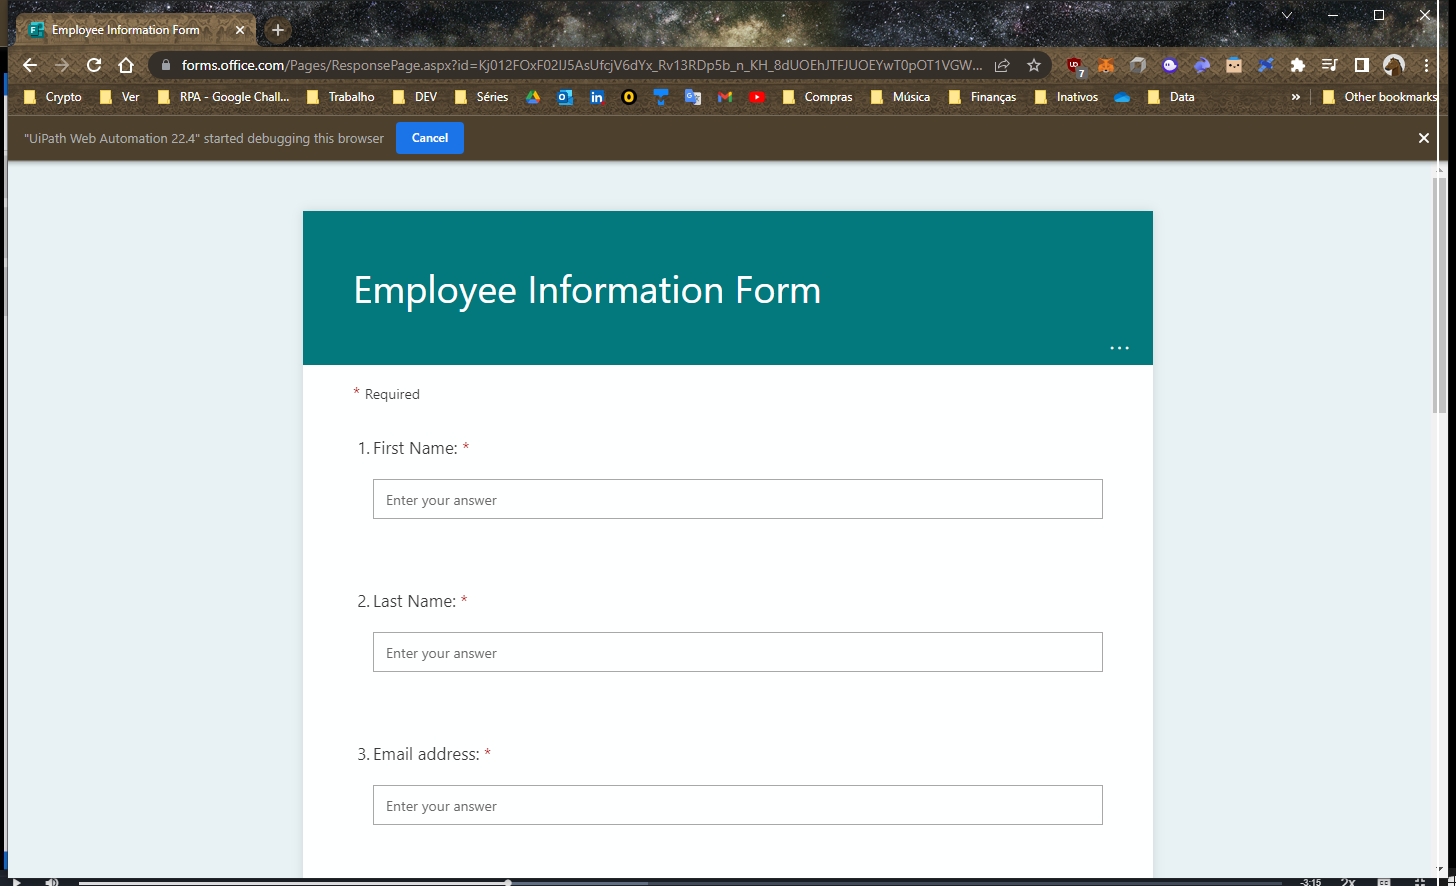 Employee Information Form
forms.office.com/Pages/ResponsePage.aspx?id=Kj012FOxF02IJ5AsUfcjV6dYx_Rv13RDp5b_n_KH_8dUOEhJTFJUOEYwT0pOT1VGW...
7
Crypto Ver RPA - Google Chall... Trabalho DEV Séries Compras Música Finanças Inativos Data » Other bookmarks
"UiPath Web Automation 22.4" started debugging this browser Cancel
Employee Information Form
* Required
1. First Name: *
Enter your answer
2. Last Name: *
Enter your answer
3. Email address: *
Enter your answer
-3:15 2x